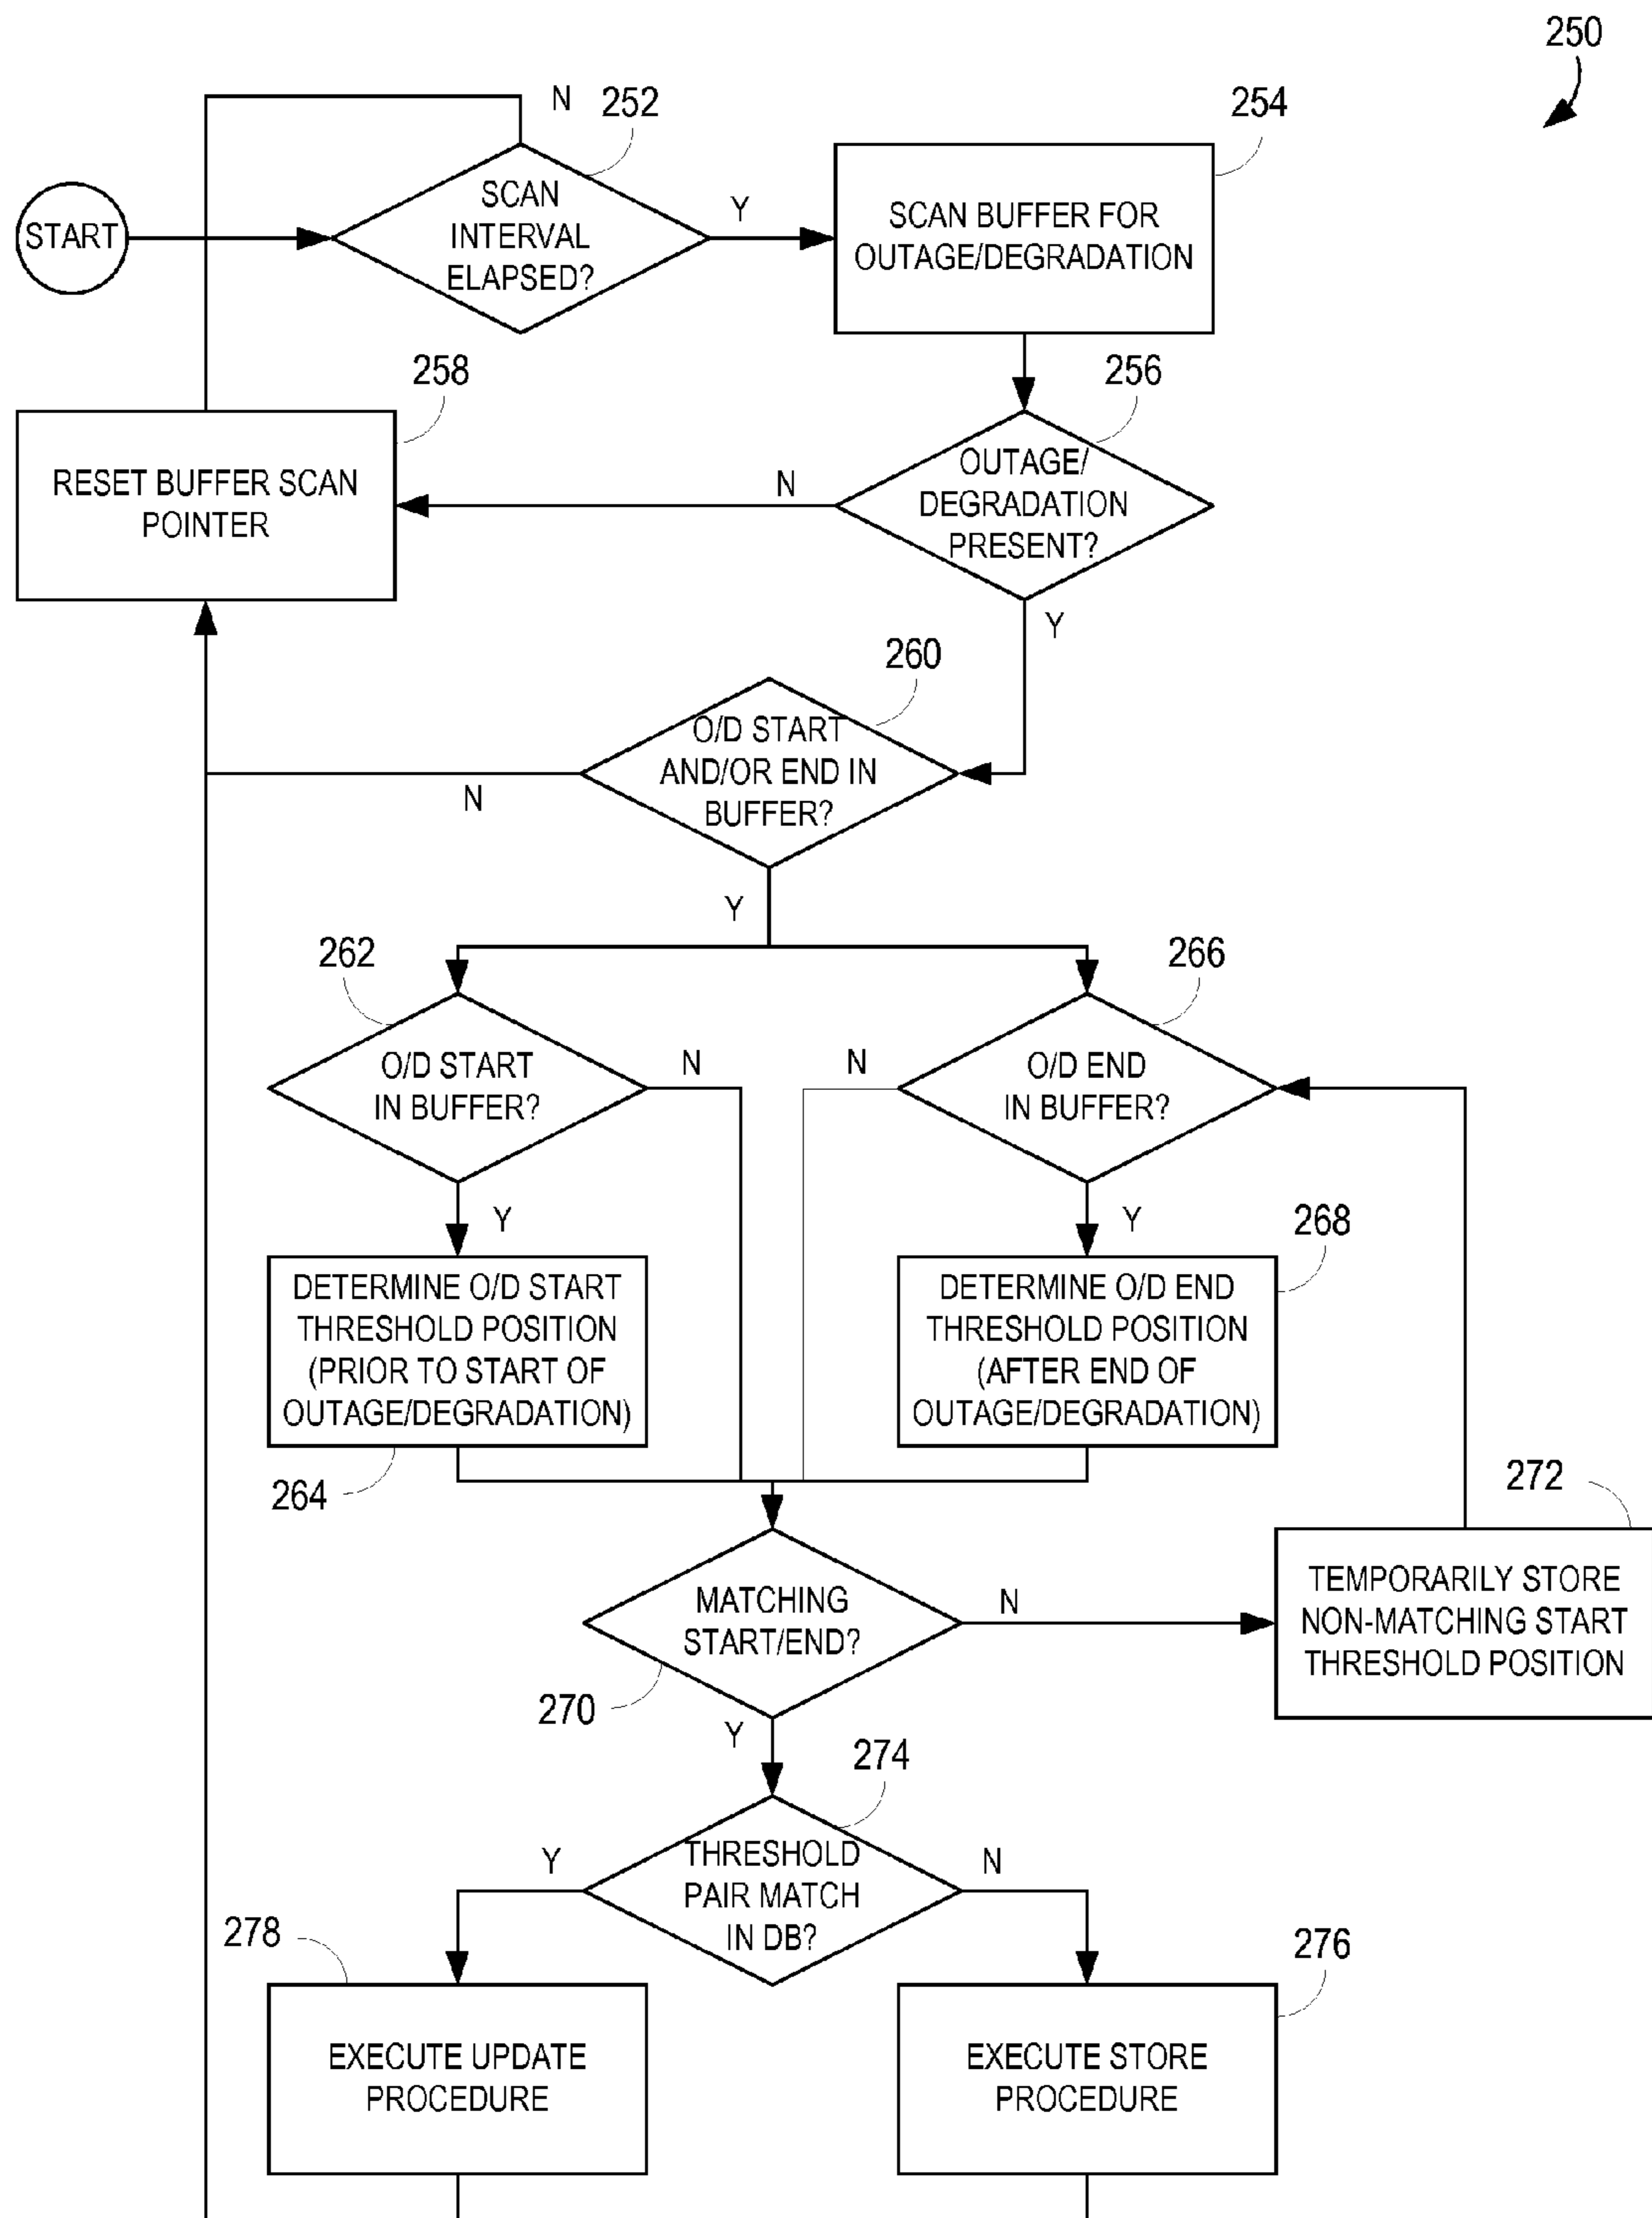 250
N
252
254
START
SCAN
INTERVAL
ELAPSED?
Y
SCAN BUFFER FOR
OUTAGE/DEGRADATION
258
256
RESET BUFFER SCAN
POINTER
N
OUTAGE/
DEGRADATION
PRESENT?
Y
260
O/D START
AND/OR END IN
BUFFER?
N
Y
262
266
O/D START
IN BUFFER?
N
N
O/D END
IN BUFFER?
Y
Y
268
DETERMINE O/D START
THRESHOLD POSITION
(PRIOR TO START OF
OUTAGE/DEGRADATION)
DETERMINE O/D END
THRESHOLD POSITION
(AFTER END OF
OUTAGE/DEGRADATION)
264
272
MATCHING
START/END?
N
TEMPORARILY STORE
NON-MATCHING START
THRESHOLD POSITION
270
Y
274
Y
THRESHOLD
PAIR MATCH
IN DB?
N
278
276
EXECUTE UPDATE
PROCEDURE
EXECUTE STORE
PROCEDURE